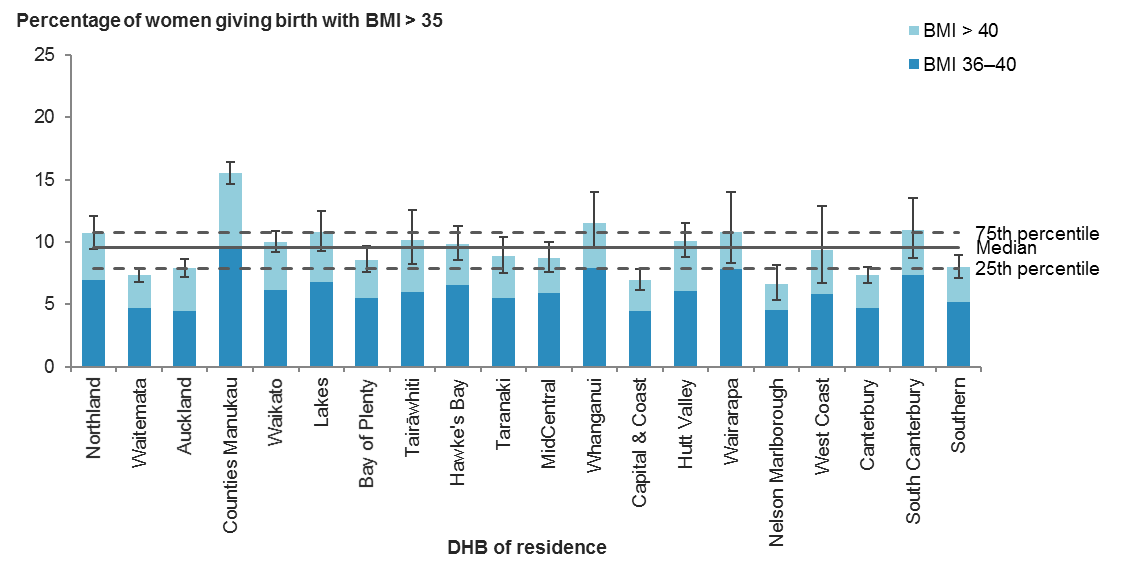 Percentage of women giving birth with BMI > 35
BMI > 40
BMI 36–40
25
20
15
10
5
0
75th percentile
Median
25th percentile
Northland
Waitemata
Auckland
Counties Manukau
Waikato
Lakes
Bay of Plenty
Tairāwhiti
Hawke's Bay
Taranaki
MidCentral
Whanganui
Capital & Coast
Hutt Valley
Wairarapa
Nelson Marlborough
West Coast
Canterbury
South Canterbury
Southern
DHB of residence